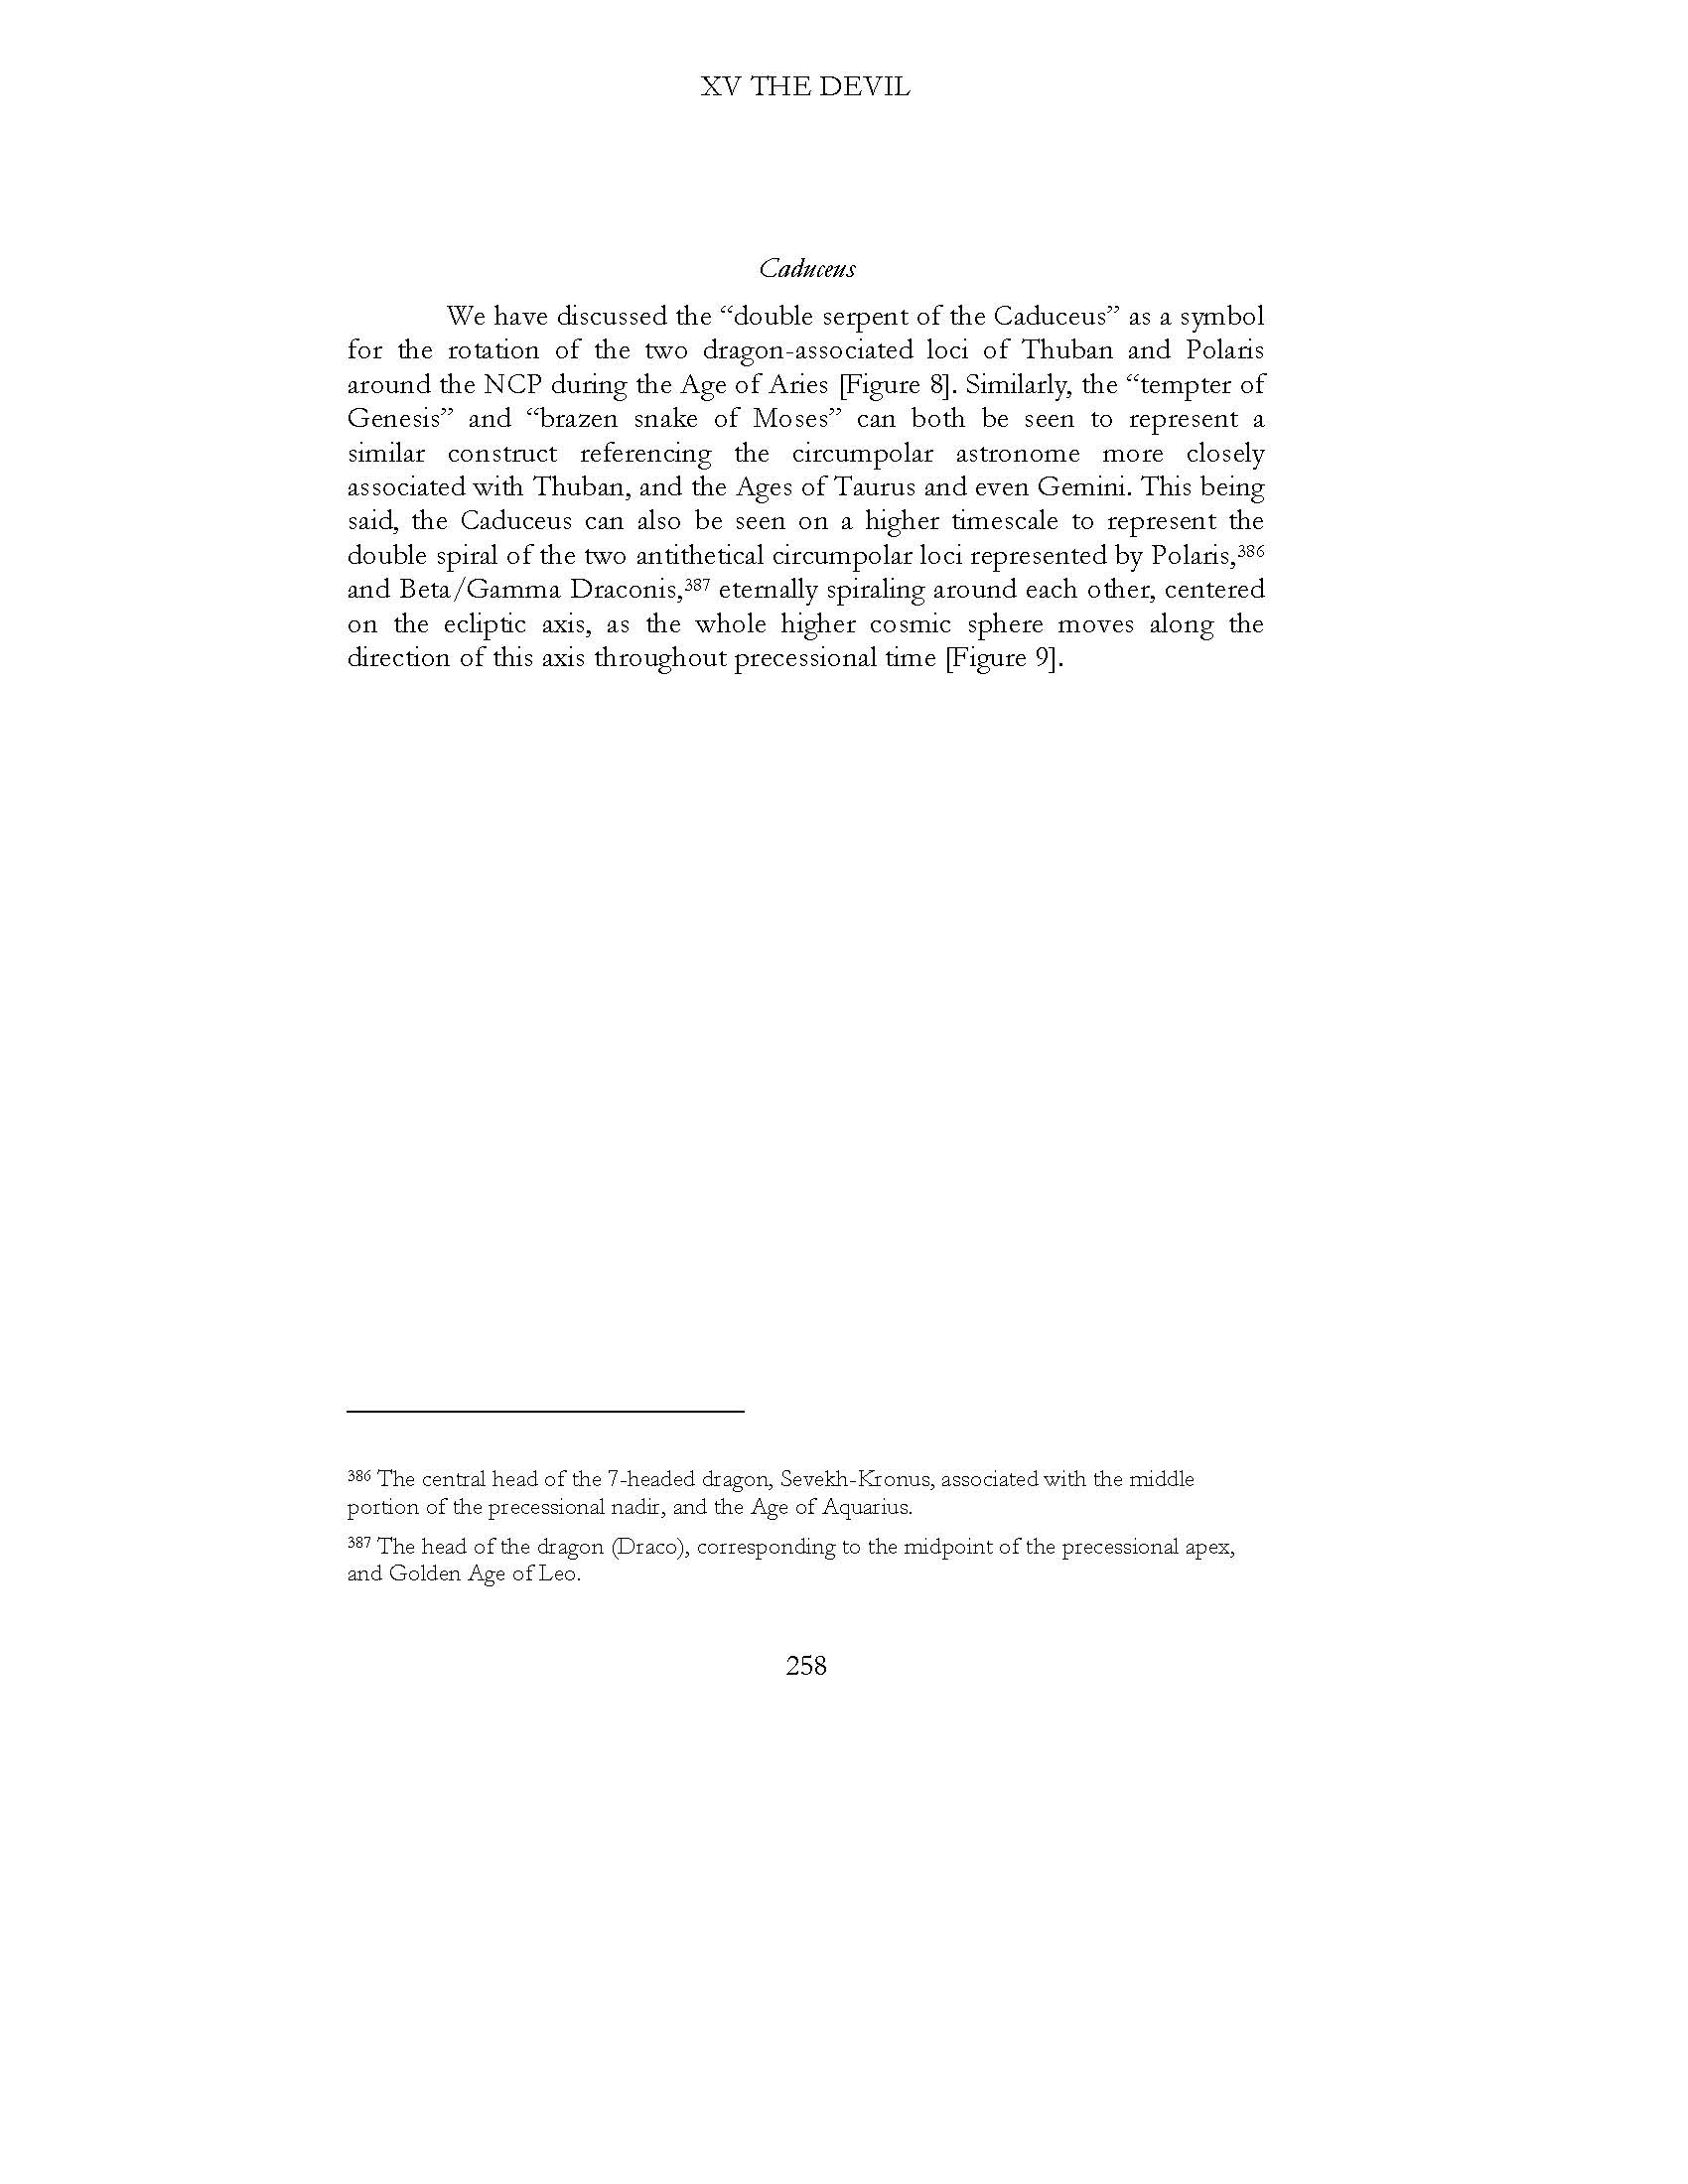 XV THE DEVIL
Caduceus
We have discussed the “double serpent of the Caduceus” as a symbol
for the rotation of the two dragon-associated loci of Thuban and Polaris
around the NCP during the Age of Aries [Figure 8]. Similarly, the “tempter of
Genesis” and “brazen snake of Moses” can both be seen to represent a
similar construct referencing the circumpolar astronome more closely
associated with Thuban, and the Ages of Taurus and even Gemini. This being
said, the Caduceus can also be seen on a higher timescale to represent the
double spiral of the two antithetical circumpolar loci represented by Polaris,³⁸⁶
and Beta/Gamma Draconis,³⁸⁷ eternally spiraling around each other, centered
on the ecliptic axis, as the whole higher cosmic sphere moves along the
direction of this axis throughout precessional time [Figure 9].
³⁸⁶ The central head of the 7-headed dragon, Sevekh-Kronus, associated with the middle
portion of the precessional nadir, and the Age of Aquarius.
³⁸⁷ The head of the dragon (Draco), corresponding to the midpoint of the precessional apex,
and Golden Age of Leo.
258